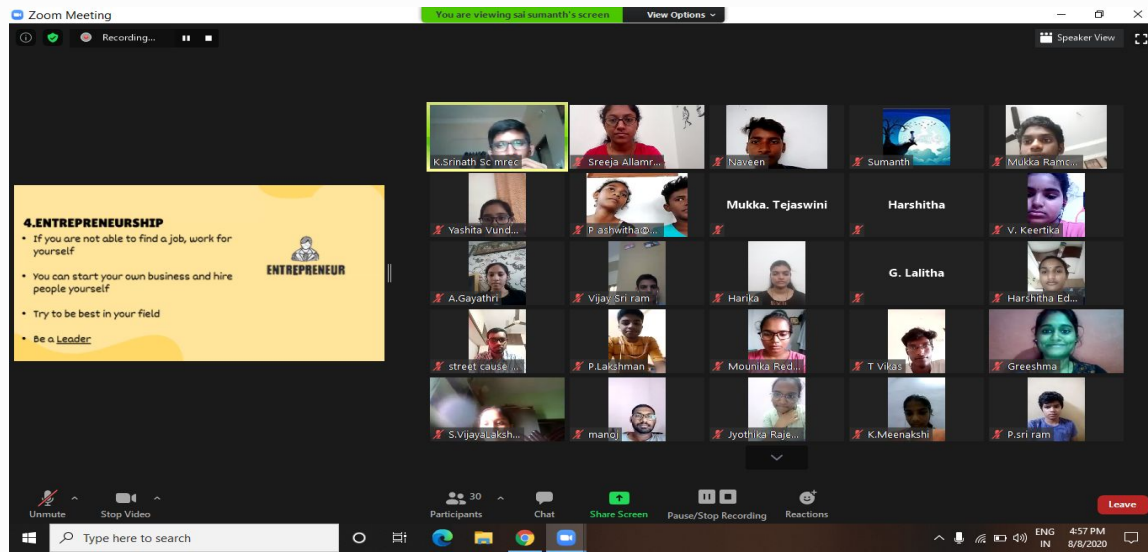 Zoom Meeting
You are viewing sai sumanth's screen
View Options
Recording...
Speaker View
4.ENTREPRENEURSHIP
• If you are not able to find a job, work for
yourself
• You can start your own business and hire
people yourself
• Try to be best in your field
• Be a Leader
ENTREPRENEUR
K.Srinath Sc mrec
Sreeja Allamr...
Naveen
Sumanth
Mukka Ramc...
Yashita Vund...
P ashwitha@...
Mukka. Tejaswini
Harshitha
V. Keertika
A.Gayathri
Vijay Sri ram
Harika
G. Lalitha
Harshitha Ed...
street cause ...
P.Lakshman
Mounika Red...
T Vikas
Greeshma
S.VijayaLaksh...
manoj
Jyothika Raje...
K.Meenakshi
P.sri ram
Unmute
Stop Video
30
Participants
Chat
Share Screen
Pause/Stop Recording
Reactions
Leave
Type here to search
ENG
IN
4:57 PM
8/8/2020